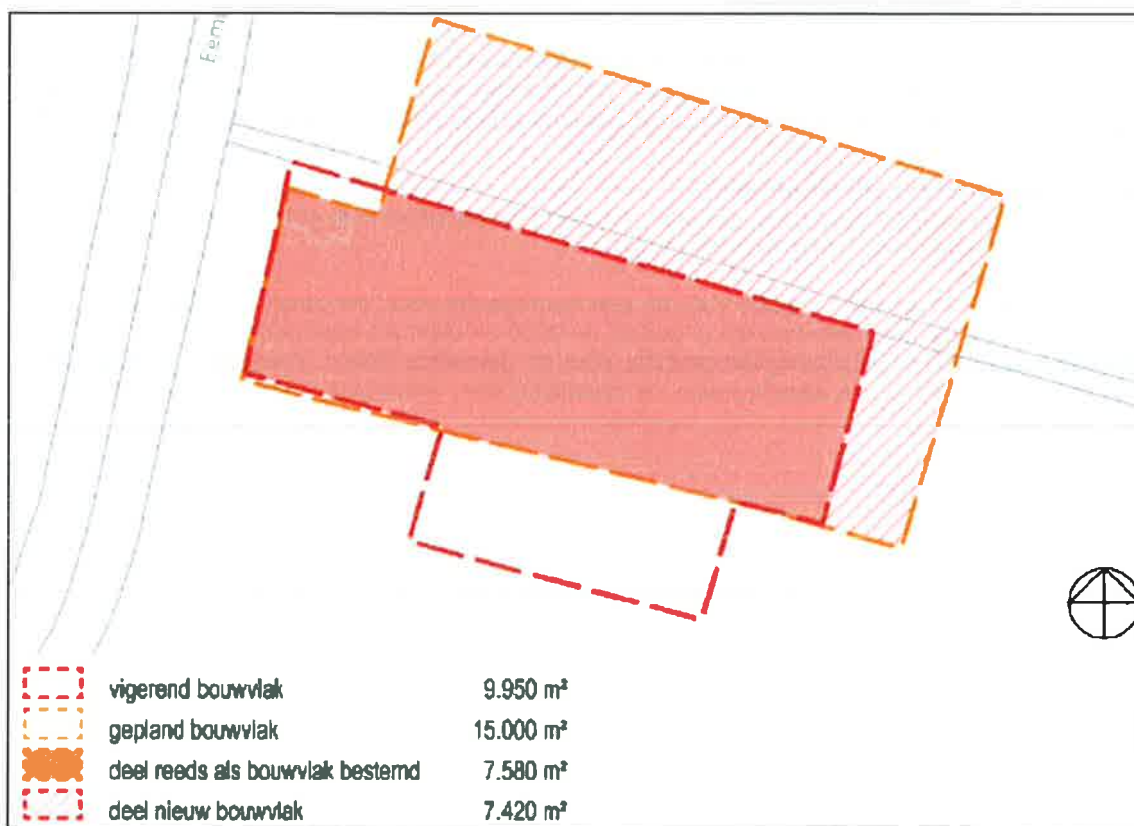 vigerend bouwvlak 9.950 m²
gepland bouwvlak 15.000 m²
deel reeds als bouwvlak bestemd 7.580 m²
deel nieuw bouwvlak 7.420 m²